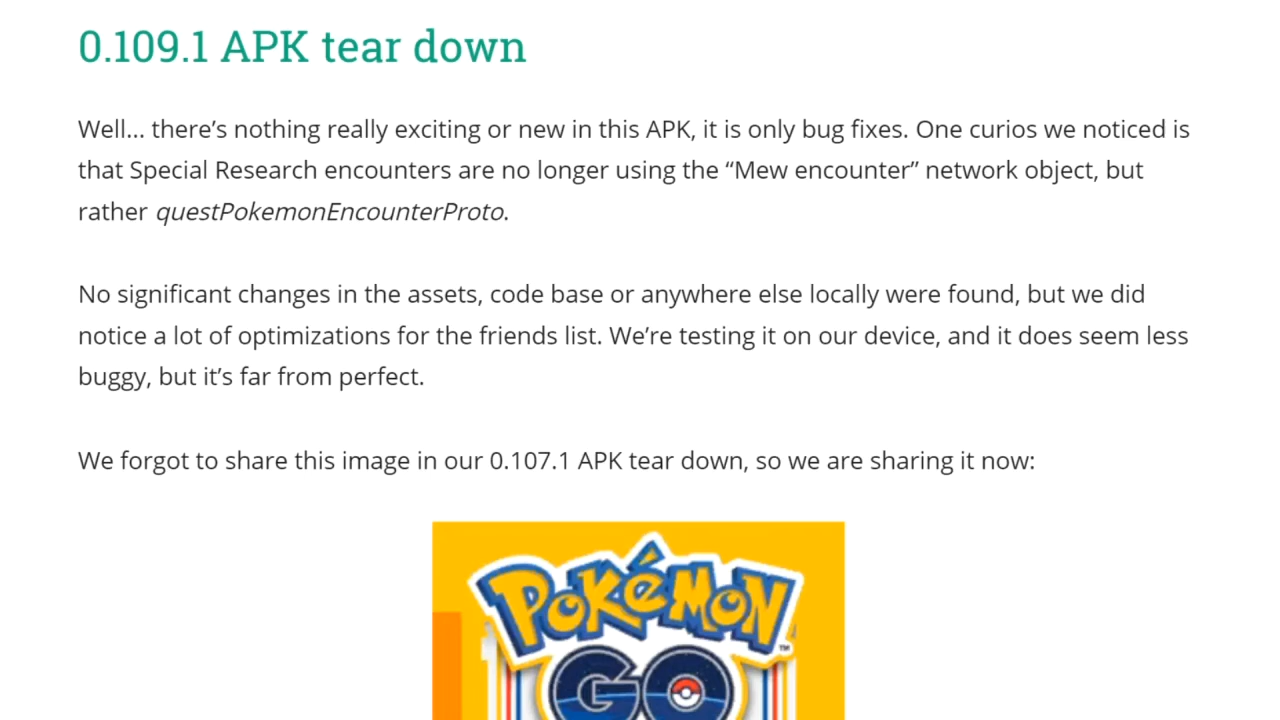 0.109.1 APK tear down
Well... there’s nothing really exciting or new in this APK, it is only bug fixes. One curios we noticed is
that Special Research encounters are no longer using the “Mew encounter” network object, but
rather questPokemonEncounterProto.
No significant changes in the assets, code base or anywhere else locally were found, but we did
notice a lot of optimizations for the friends list. We’re testing it on our device, and it does seem less
buggy, but it’s far from perfect.
We forgot to share this image in our 0.107.1 APK tear down, so we are sharing it now:
POKÉMON
TM
GO